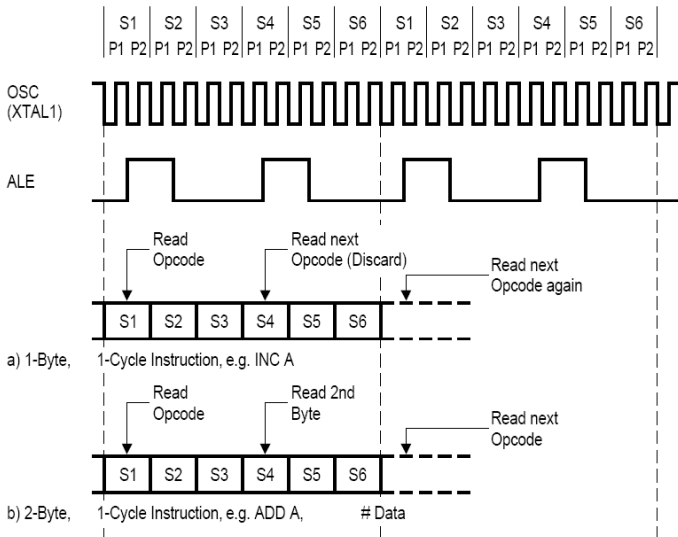 S1 S2 S3 S4 S5 S6 S1 S2 S3 S4 S5 S6
P1 P2 P1 P2 P1 P2 P1 P2 P1 P2 P1 P2 P1 P2 P1 P2 P1 P2 P1 P2 P1 P2 P1 P2
OSC
(XTAL1)
ALE
Read
Opcode
Read next
Opcode (Discard)
Read next
Opcode again
S1 S2 S3 S4 S5 S6
a) 1-Byte, 1-Cycle Instruction, e.g. INC A
Read
Opcode
Read 2nd
Byte
Read next
Opcode
S1 S2 S3 S4 S5 S6
b) 2-Byte, 1-Cycle Instruction, e.g. ADD A, # Data